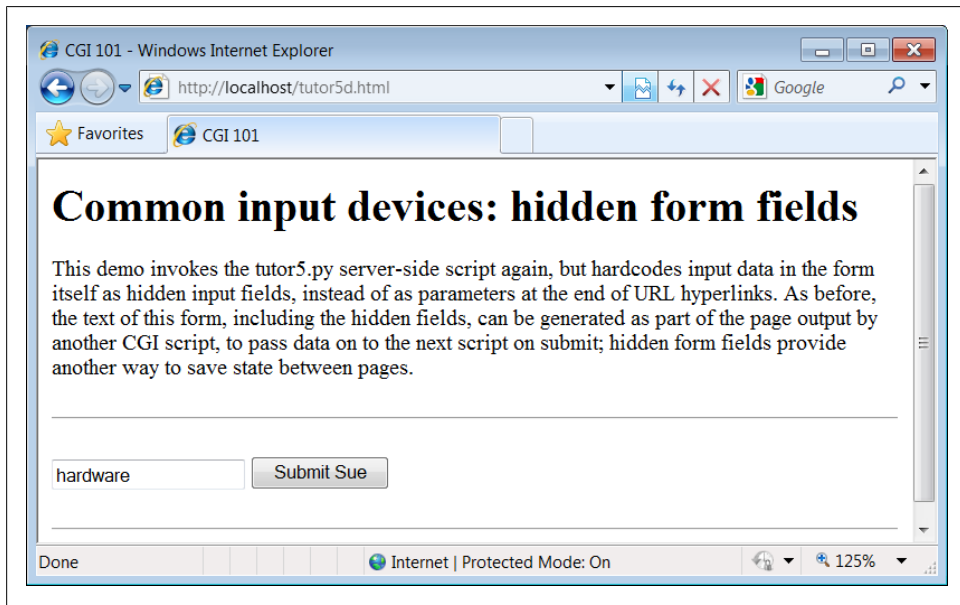 CGI 101 - Windows Internet Explorer
http://localhost/tutor5d.html
Google
Favorites
CGI 101
Common input devices: hidden form fields
This demo invokes the tutor5.py server-side script again, but hardcodes input data in the form
itself as hidden input fields, instead of as parameters at the end of URL hyperlinks. As before,
the text of this form, including the hidden fields, can be generated as part of the page output by
another CGI script, to pass data on to the next script on submit; hidden form fields provide
another way to save state between pages.
hardware
Submit Sue
Done
Internet | Protected Mode: On
125%